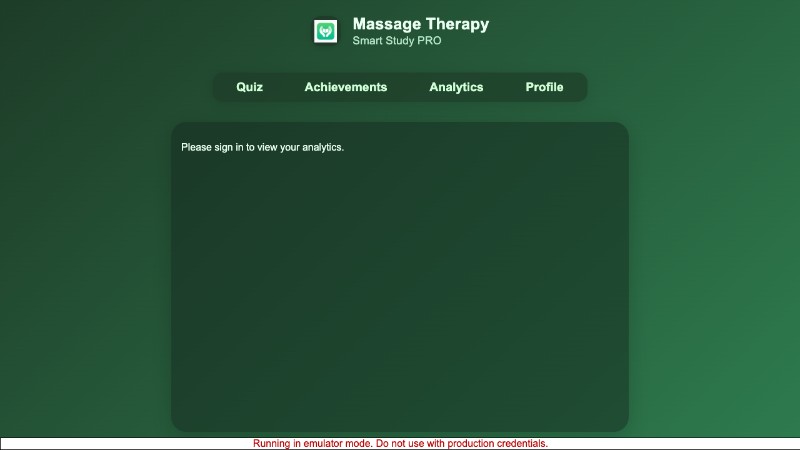 Massage Therapy
Smart Study PRO
Quiz Achievements Analytics Profile
Please sign in to view your analytics.
Running in emulator mode. Do not use with production credentials.